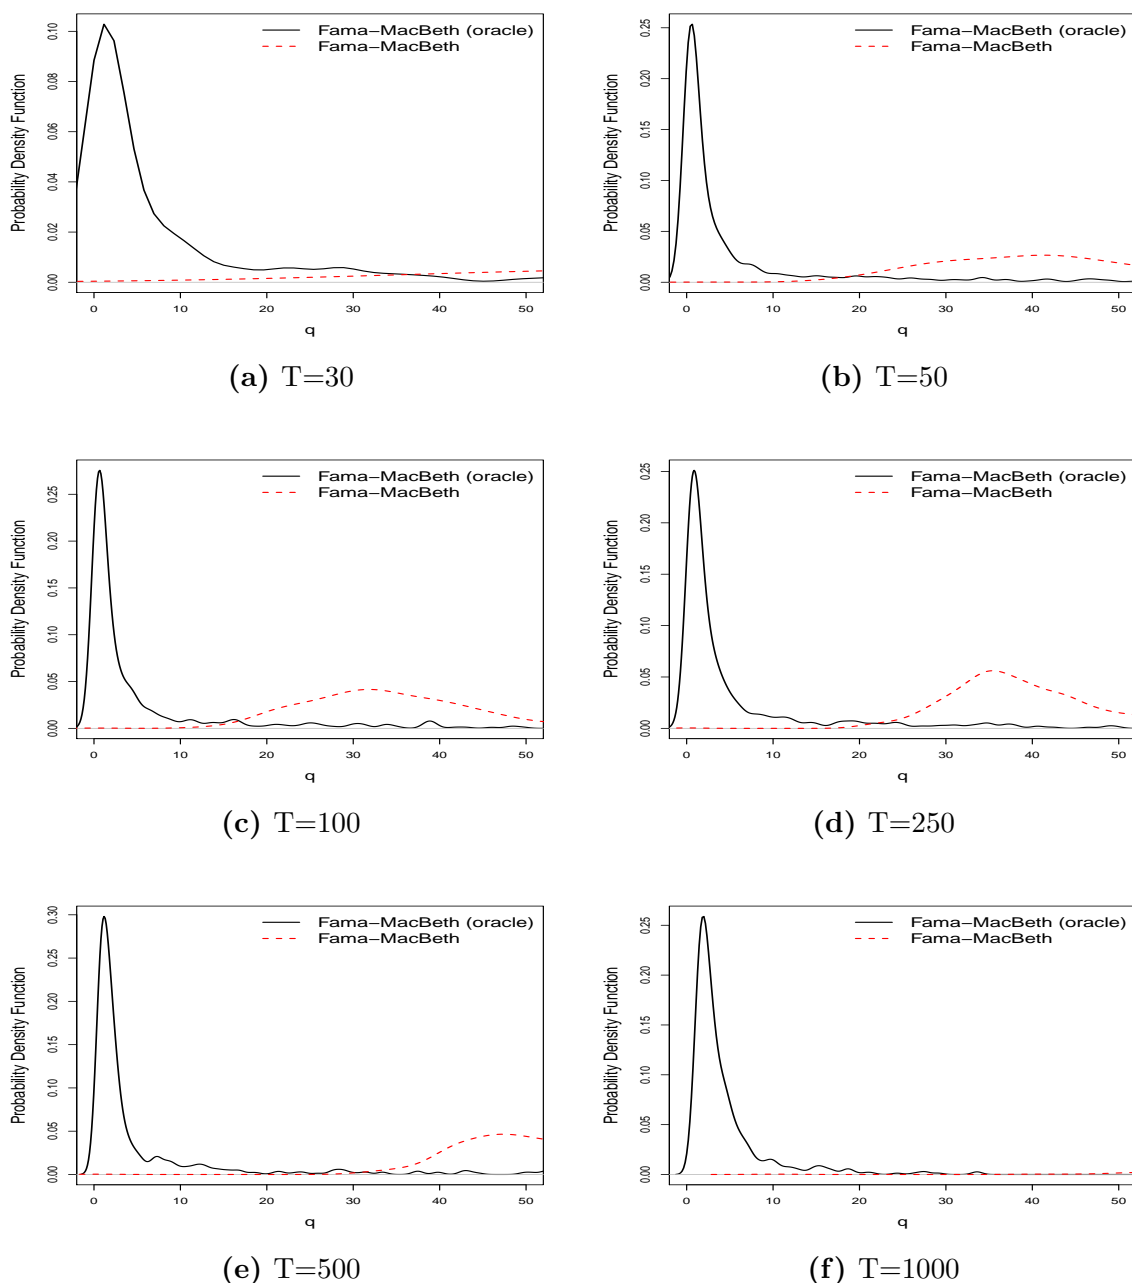 Fama−MacBeth (oracle)
Fama−MacBeth
Probability Density Function
0.00 0.02 0.04 0.06 0.08 0.10
0 10 20 30 40 50
q
(a) T=30
Fama−MacBeth (oracle)
Fama−MacBeth
Probability Density Function
0.00 0.05 0.10 0.15 0.20 0.25
0 10 20 30 40 50
q
(b) T=50
Fama−MacBeth (oracle)
Fama−MacBeth
Probability Density Function
0.00 0.05 0.10 0.15 0.20 0.25
0 10 20 30 40 50
q
(c) T=100
Fama−MacBeth (oracle)
Fama−MacBeth
Probability Density Function
0.00 0.05 0.10 0.15 0.20 0.25
0 10 20 30 40 50
q
(d) T=250
Fama−MacBeth (oracle)
Fama−MacBeth
Probability Density Function
0.00 0.05 0.10 0.15 0.20 0.25 0.30
0 10 20 30 40 50
q
(e) T=500
Fama−MacBeth (oracle)
Fama−MacBeth
Probability Density Function
0.00 0.05 0.10 0.15 0.20 0.25
0 10 20 30 40 50
q
(f) T=1000